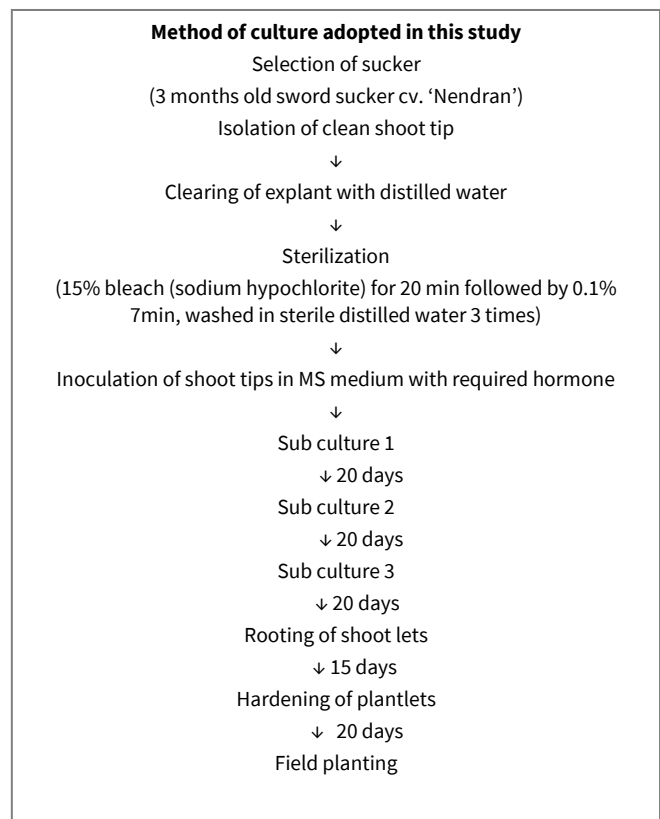 Method of culture adopted in this study
Selection of sucker
(3 months old sword sucker cv. ‘Nendran’)
Isolation of clean shoot tip
↓
Clearing of explant with distilled water
↓
Sterilization
(15% bleach (sodium hypochlorite) for 20 min followed by 0.1%
7min, washed in sterile distilled water 3 times)
↓
Inoculation of shoot tips in MS medium with required hormone
↓
Sub culture 1
↓ 20 days
Sub culture 2
↓ 20 days
Sub culture 3
↓ 20 days
Rooting of shoot lets
↓ 15 days
Hardening of plantlets
↓ 20 days
Field planting